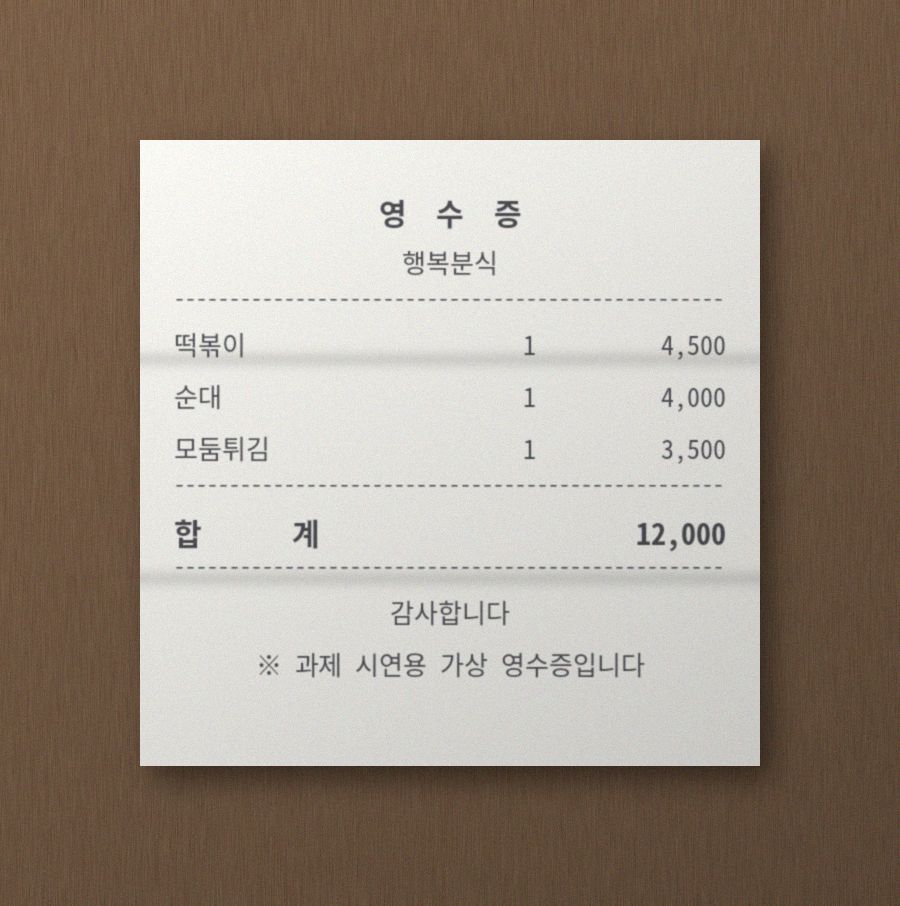 영 수 증
행복분식
떡볶이 1 4,500
순대 1 4,000
모둠튀김 1 3,500
합 계 12,000
감사합니다
※ 과제 시연용 가상 영수증입니다